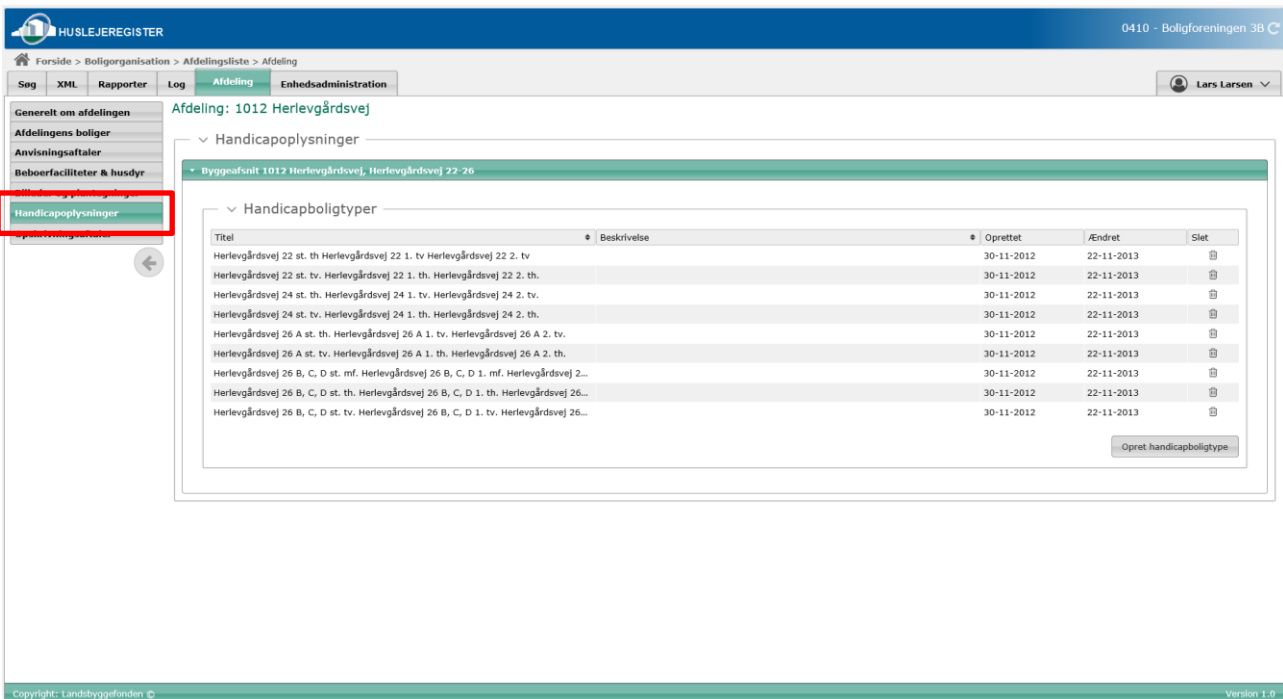 HUSLEJEREGISTER
0410 - Boligforeningen 3B
Forside > Boligorganisation > Afdelingsliste > Afdeling
Søg XML Rapporter Log Afdeling Enhedsadministration Lars Larsen
Generelt om afdelingen
Afdelingens boliger
Anvisningsaftaler
Beboerfaciliteter & husdyr
Handicapoplysninger
Afdeling: 1012 Herlevgårdsvej
Handicapoplysninger
Byggeafsnit 1012 Herlevgårdsvej, Herlevgårdsvej 22-26
Handicapboligtyper
Titel Beskrivelse Oprettet Ændret Slet
Herlevgårdsvej 22 st. th Herlevgårdsvej 22 1. tv Herlevgårdsvej 22 2. tv 30-11-2012 22-11-2013
Herlevgårdsvej 22 st. tv. Herlevgårdsvej 22 1. th. Herlevgårdsvej 22 2. th. 30-11-2012 22-11-2013
Herlevgårdsvej 24 st. th. Herlevgårdsvej 24 1. tv. Herlevgårdsvej 24 2. tv. 30-11-2012 22-11-2013
Herlevgårdsvej 24 st. tv. Herlevgårdsvej 24 1. th. Herlevgårdsvej 24 2. th. 30-11-2012 22-11-2013
Herlevgårdsvej 26 A st. th. Herlevgårdsvej 26 A 1. tv. Herlevgårdsvej 26 A 2. tv. 30-11-2012 22-11-2013
Herlevgårdsvej 26 A st. tv. Herlevgårdsvej 26 A 1. th. Herlevgårdsvej 26 A 2. th. 30-11-2012 22-11-2013
Herlevgårdsvej 26 B, C, D st. mf. Herlevgårdsvej 26 B, C, D 1. mf. Herlevgårdsvej 2... 30-11-2012 22-11-2013
Herlevgårdsvej 26 B, C, D st. th. Herlevgårdsvej 26 B, C, D 1. th. Herlevgårdsvej 26... 30-11-2012 22-11-2013
Herlevgårdsvej 26 B, C, D st. tv. Herlevgårdsvej 26 B, C, D 1. tv. Herlevgårdsvej 26... 30-11-2012 22-11-2013
Opret handicapboligtype
Copyright: Landsbyggefonden © Version 1.0